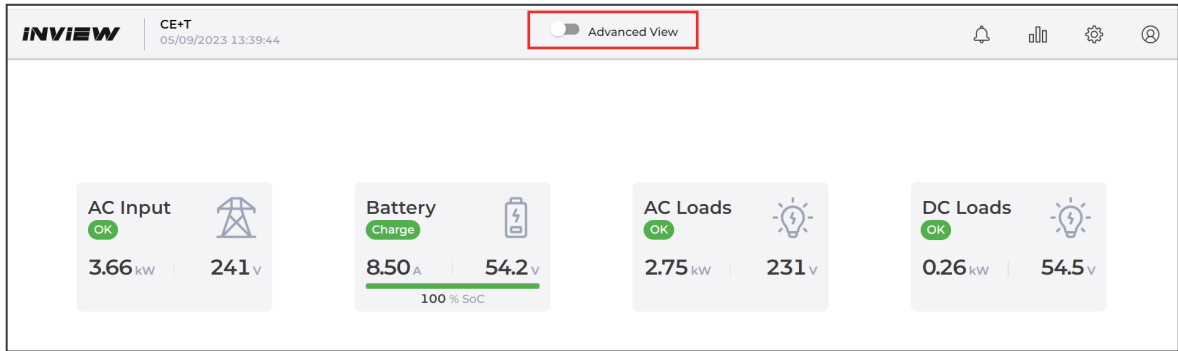 iNViEW
CE+T
05/09/2023 13:39:44
Advanced View
AC Input
OK
3.66 kW 241 V
Battery
Charge
8.50 A 54.2 V
100 % SoC
AC Loads
OK
2.75 kW 231 V
DC Loads
OK
0.26 kW 54.5 V